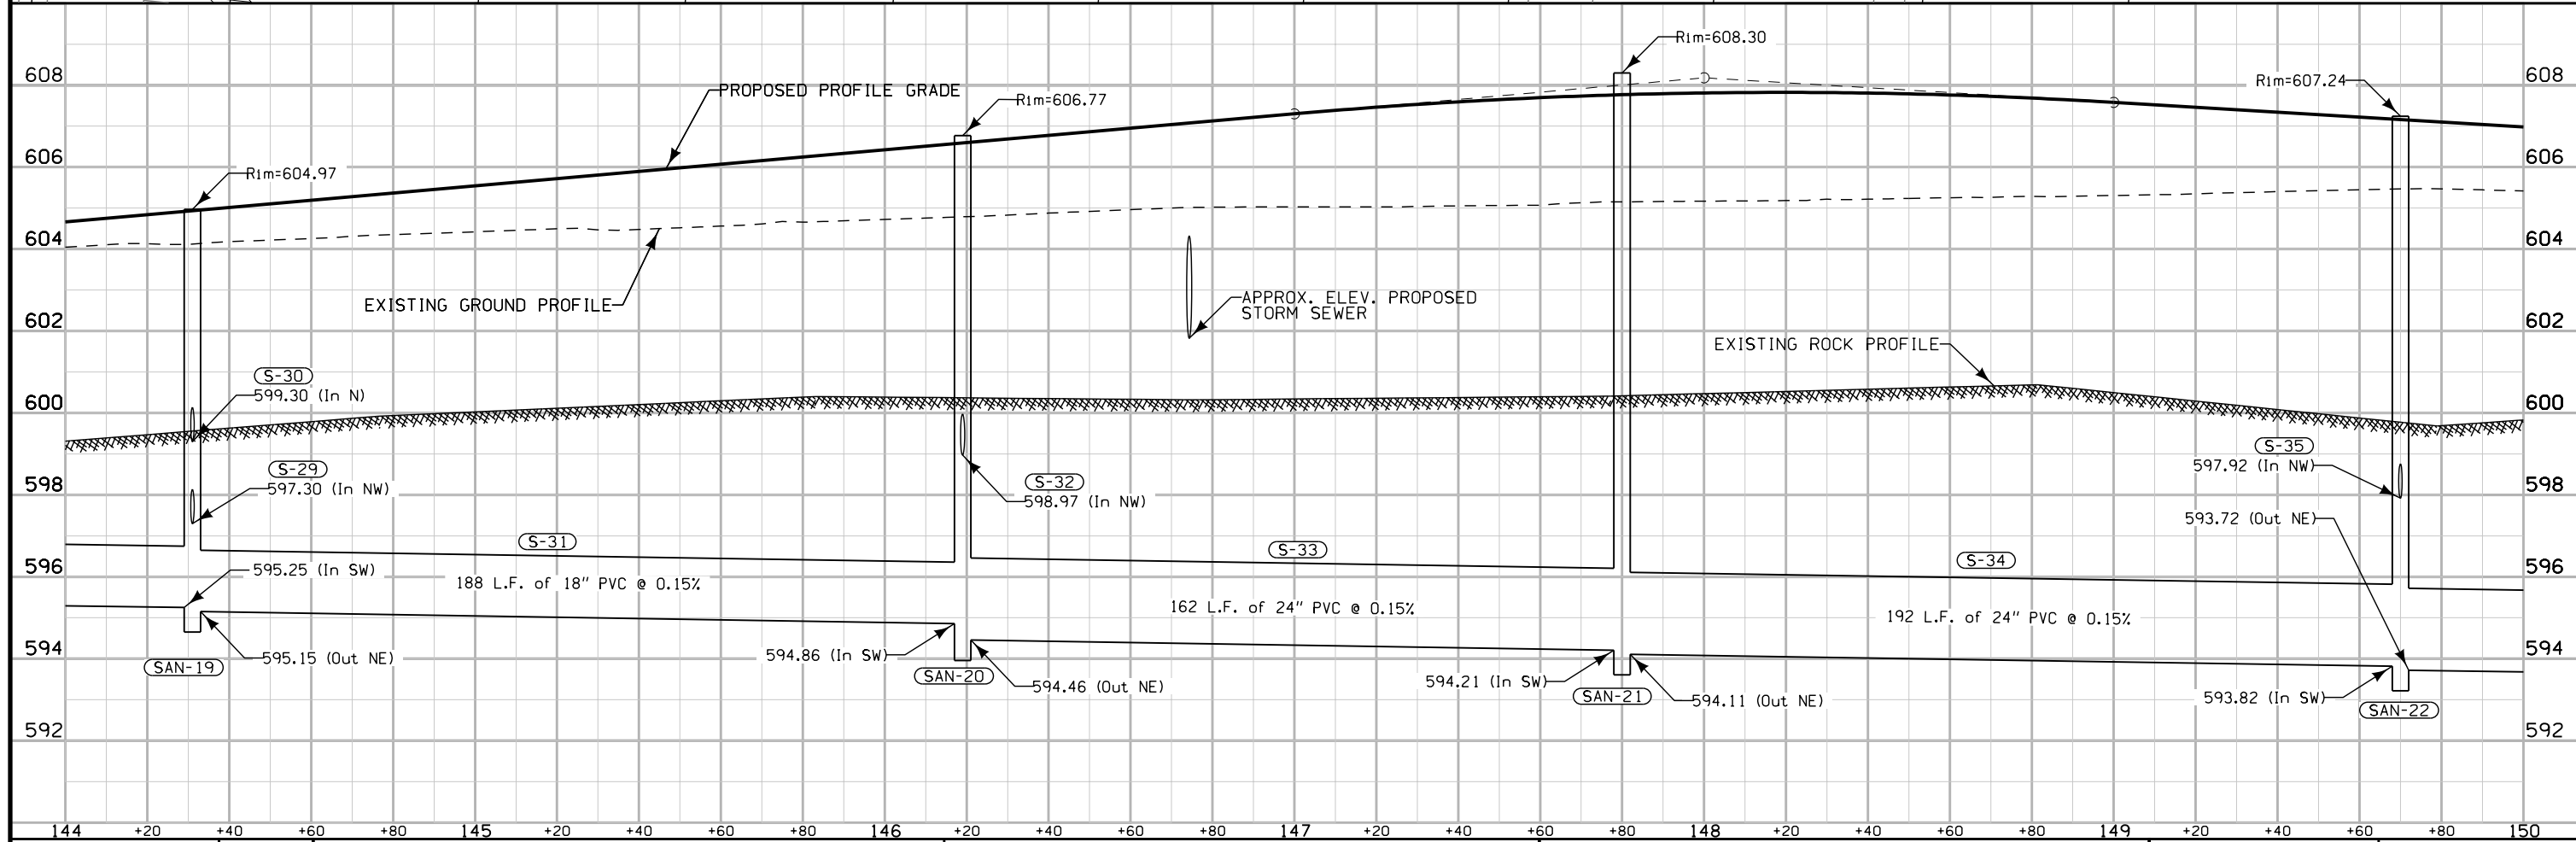 Rim=608.30
608
PROPOSED PROFILE GRADE
Rim=606.77
Rim=607.24
608
606
Rim=604.97
606
604
604
EXISTING GROUND PROFILE
APPROX. ELEV. PROPOSED
STORM SEWER
602
602
EXISTING ROCK PROFILE
S-30
599.30 (In N)
600
600
S-29
597.30 (In NW)
S-32
598.97 (In NW)
S-35
597.92 (In NW)
598
598
593.72 (Out NE)
S-31
S-33
S-34
596
595.25 (In SW)
188 L.F. of 18" PVC @ 0.15%
162 L.F. of 24" PVC @ 0.15%
192 L.F. of 24" PVC @ 0.15%
596
594
SAN-19
595.15 (Out NE)
594.86 (In SW)
SAN-20
594.46 (Out NE)
594.21 (In SW)
SAN-21
594.11 (Out NE)
593.82 (In SW)
SAN-22
594
592
592
144 +20 +40 +60 +80 145 +20 +40 +60 +80 146 +20 +40 +60 +80 147 +20 +40 +60 +80 148 +20 +40 +60 +80 149 +20 +40 +60 +80 150